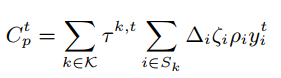 $C_p^t = \sum_{k \in \mathcal{K}} \tau^{k,t} \sum_{i \in S_k} \Delta_i \zeta_i \rho_i y_i^t$